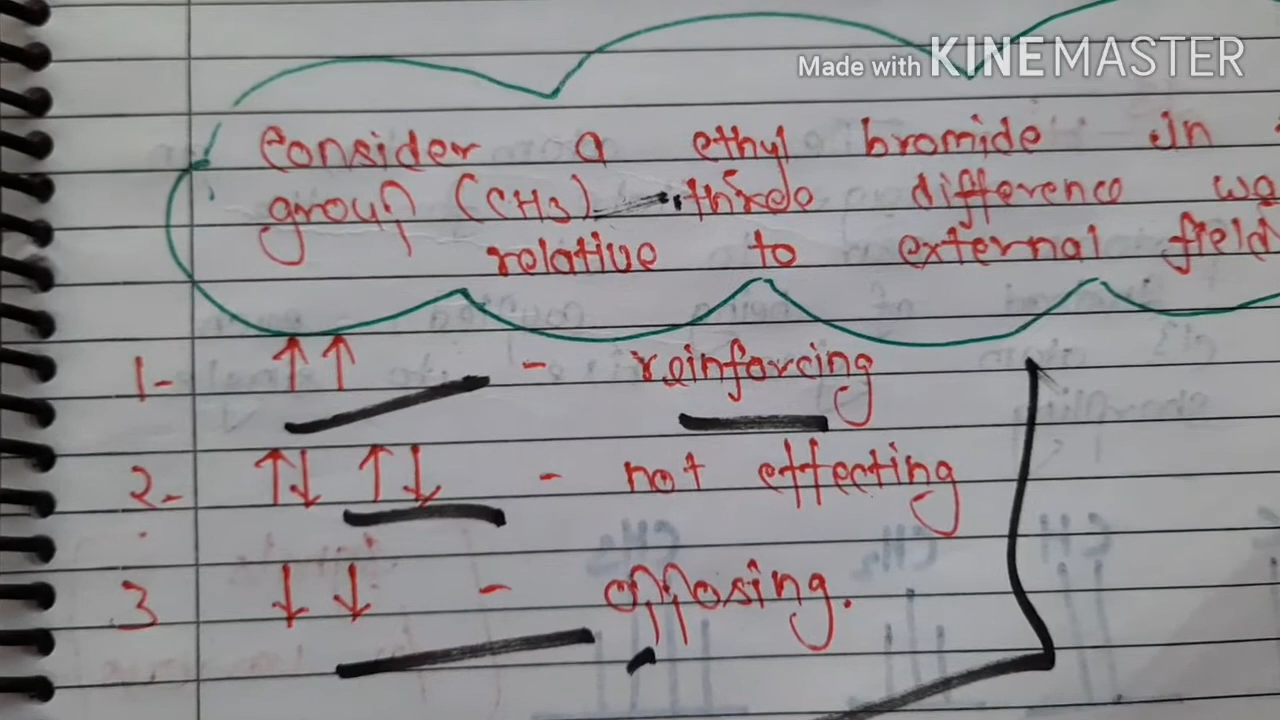 Made with KINEMASTER
Consider a ethyl bromide In
group (CH3) difference
relative to external field
1- ↑↑ - reinforcing
2- ↑↓ ↑↓ - not effecting
3 ↓↓ - opposing.